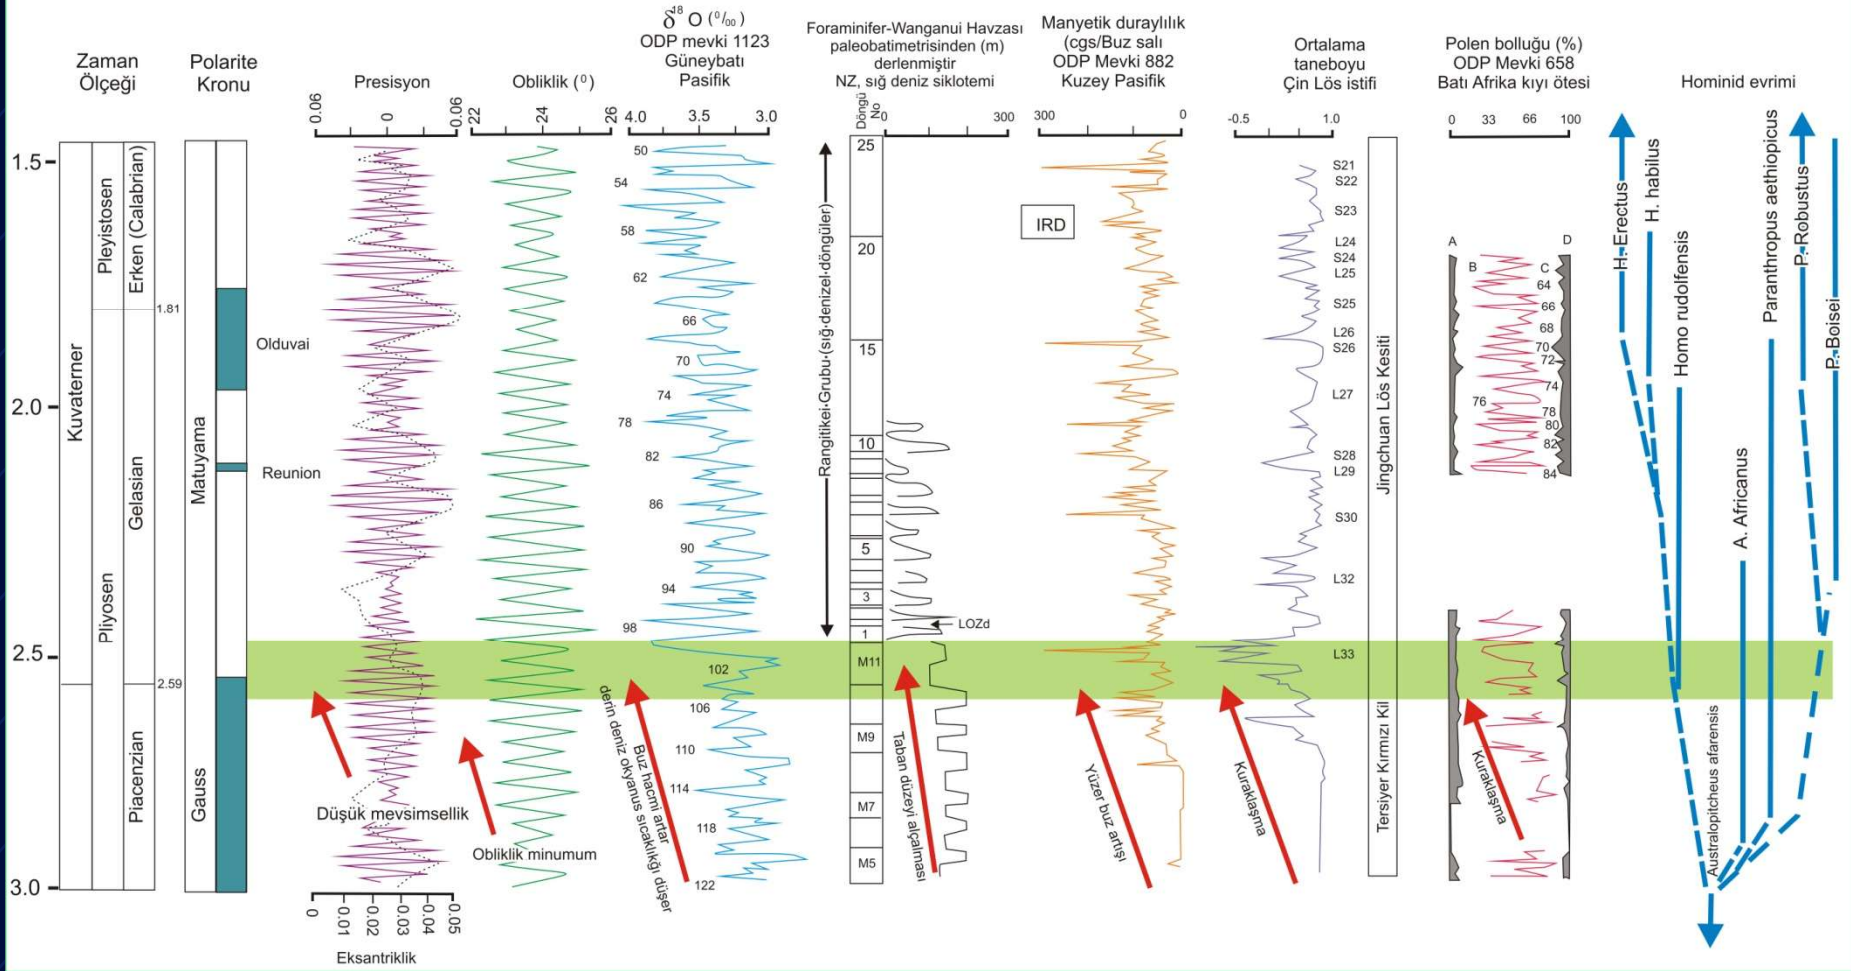 Zaman
Ölçeği
Polarite
Kronu
Presisyon
0.06
0
0.06
Obliklik (⁰)
22
24
26
δ¹⁸ O (⁰/₀₀)
ODP mevki 1123
Güneybatı
Pasifik
4.0
3.5
3.0
Foraminifer-Wanganui Havzası
paleobatimetrisinden (m)
derlenmiştir
NZ, sığ deniz siklotemi
Döngü
No
0
300
Manyetik duraylılık
(cgs/Buz salı
ODP Mevki 882
Kuzey Pasifik
300
0
Ortalama
taneboyu
Çin Lös istifi
-0.5
1.0
Polen bolluğu (%)
ODP Mevki 658
Batı Afrika kıyı ötesi
0
33
66
100
Hominid evrimi
1.5
2.0
2.5
3.0
Kuvaterner
Pleyistosen
Pliyosen
Erken (Calabrian)
Gelasian
Piacenzian
1.81
2.59
Matuyama
Gauss
Olduvai
Reunion
Düşük mevsimsellik
0
0.01
0.02
0.03
0.04
0.05
Eksantriklik
Obliklik minumum
50
54
58
62
66
70
74
78
82
86
90
94
98
102
106
110
114
118
122
Buz hacmi artar
derin deniz okyanus sıcaklıkğı düşer
Rangitikei Grubu (sığ denizel döngüler)
25
20
15
10
5
3
1
M11
M9
M7
M5
LOZd
Taban düzeyi alçalması
IRD
Yüzer buz artışı
S21
S22
S23
L24
S24
L25
S25
L26
S26
L27
S28
L29
S30
L32
L33
Kuraklaşma
Jingchuan Lös Kesiti
Tersiyer Kırmızı Kil
A
D
B
C
64
66
68
70
72
74
76
78
80
82
84
Kuraklaşma
H. Erectus
H. habilus
Homo rudolfensis
A. Africanus
Paranthropus aethiopicus
P. Robustus
P. Boisei
Australopitcheus afarensis